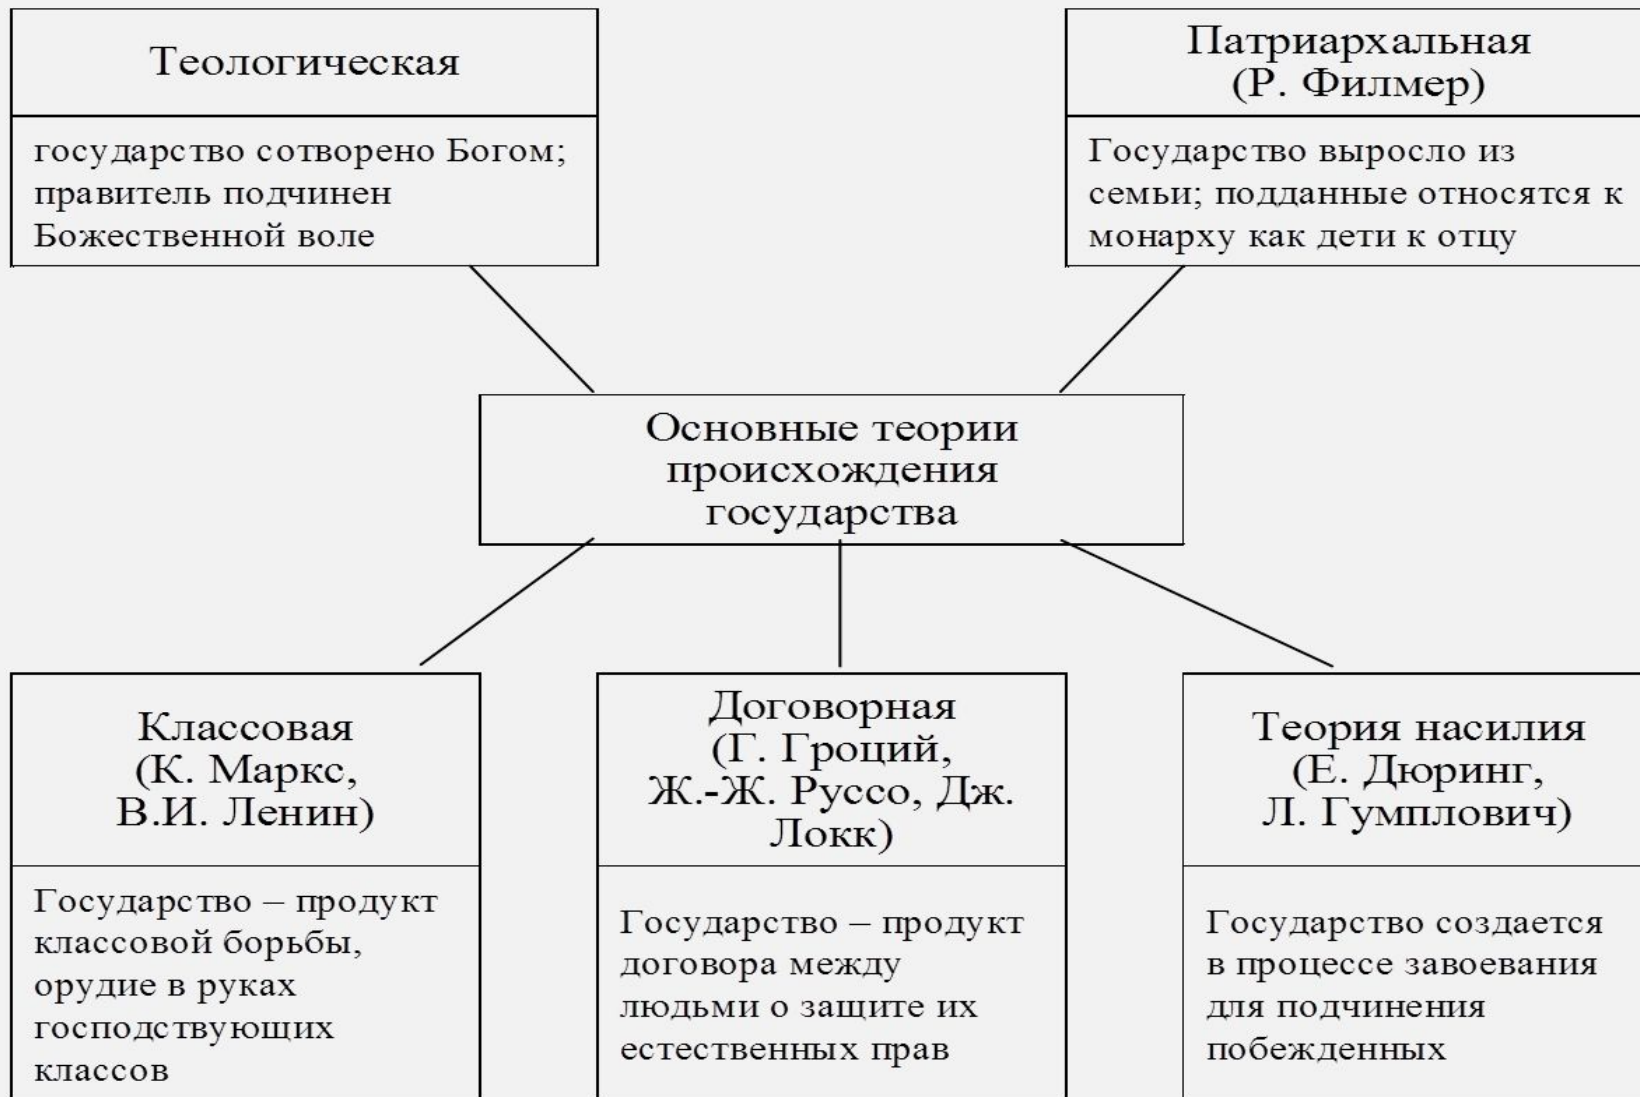 Теологическая
государство сотворено Богом;
правитель подчинен
Божественной воле
Патриархальная
(Р. Филмер)
Государство выросло из
семьи; подданные относятся к
монарху как дети к отцу
Основные теории
происхождения
государства
Классовая
(К. Маркс,
В.И. Ленин)
Государство – продукт
классовой борьбы,
орудие в руках
господствующих
классов
Договорная
(Г. Гроций,
Ж.-Ж. Руссо, Дж.
Локк)
Государство – продукт
договора между
людьми о защите их
естественных прав
Теория насилия
(Е. Дюринг,
Л. Гумплович)
Государство создается
в процессе завоевания
для подчинения
побежденных